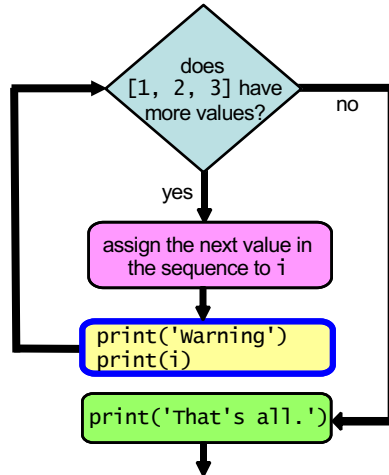 does
[1, 2, 3] have
more values?
no
yes
assign the next value in
the sequence to i
print('Warning')
print(i)
print('That's all.')